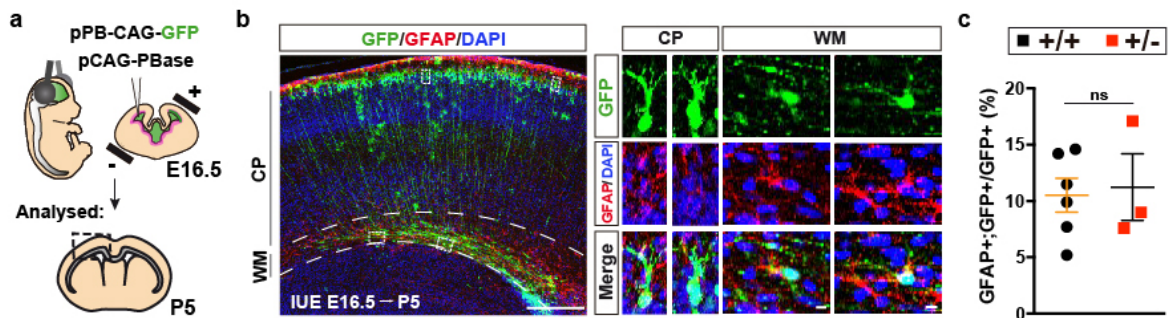 a
pPB-CAG-GFP
pCAG-PBase
+
-
E16.5
Analysed:
P5
b
GFP/GFAP/DAPI
CP
WM
IUE E16.5→P5
CP
WM
GFP
GFAP/DAPI
Merge
c
+/+ +/-
ns
GFAP+;GFP+/GFP+ (%)
20
15
10
5
0